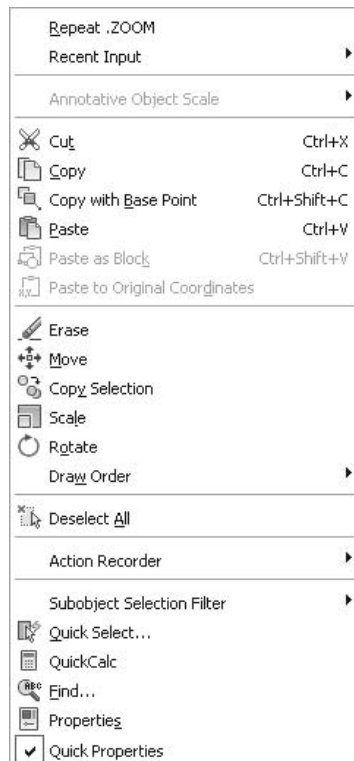 Repeat .ZOOM
Recent Input
Annotative Object Scale
Cut Ctrl+X
Copy Ctrl+C
Copy with Base Point Ctrl+Shift+C
Paste Ctrl+V
Paste as Block Ctrl+Shift+V
Paste to Original Coordinates
Erase
Move
Copy Selection
Scale
Rotate
Draw Order
Deselect All
Action Recorder
Subobject Selection Filter
Quick Select...
QuickCalc
Find...
Properties
Quick Properties